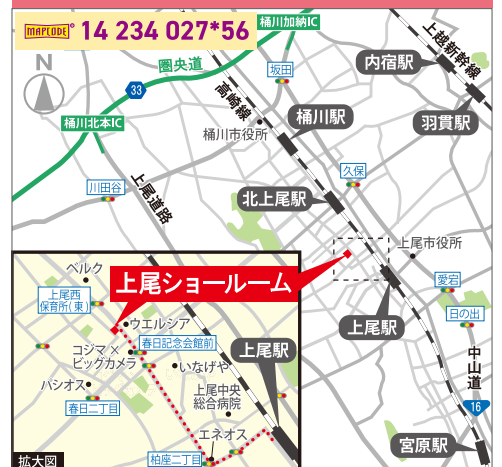 MAPCODE® 14 234 027*56
桶川加納IC
上越新幹線
内宿駅
N
圏央道
坂田
33
高崎線
桶川駅
羽貫駅
桶川北本IC
桶川市役所
川田谷
久保
上尾道路
北上尾駅
上尾市役所
愛宕
日の出
上尾駅
中山道
16
宮原駅
ベルク
上尾ショールーム
上尾西
保育所(東)
ウエルシア
春日記念会館前
コジマ×
ビッグカメラ
いなげや
上尾駅
パシオス
上尾中央
総合病院
春日二丁目
エネオス
柏座二丁目
拡大図